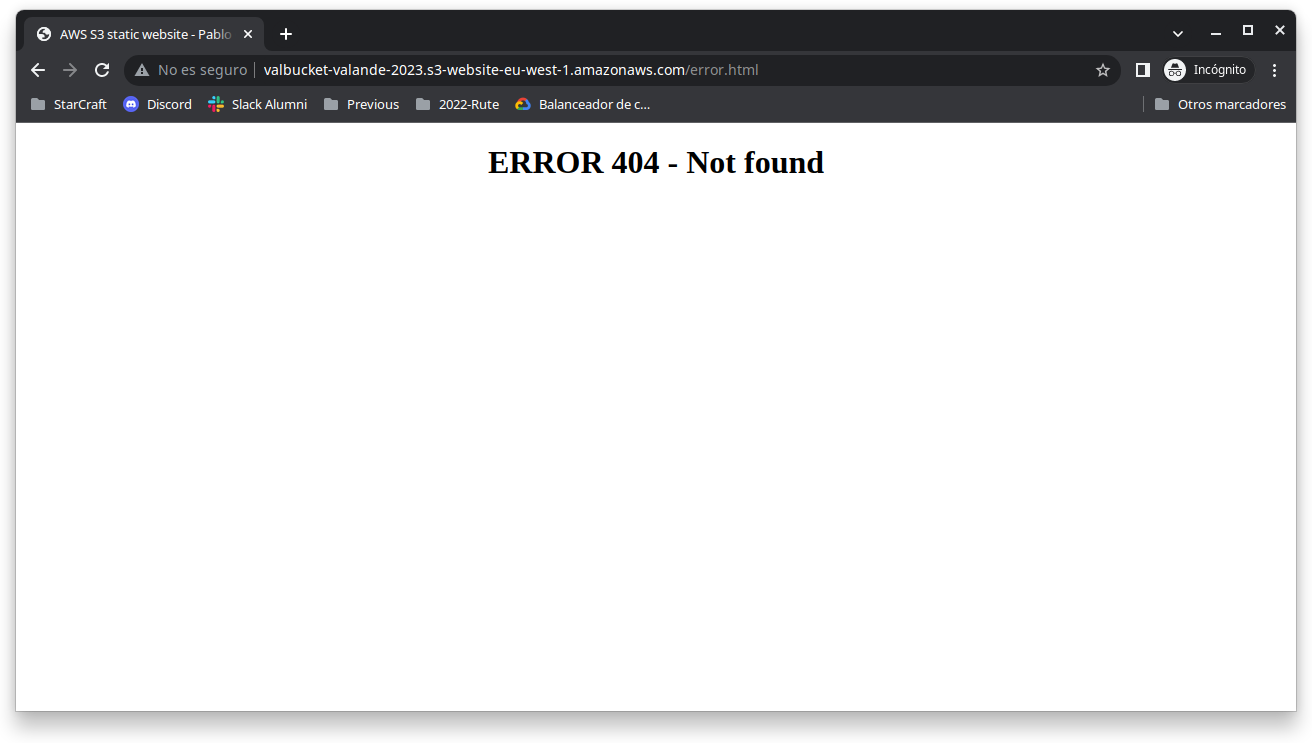 AWS S3 static website - Pablo
No es seguro valbucket-valande-2023.s3-website-eu-west-1.amazonaws.com/error.html Incógnito
StarCraft Discord Slack Alumni Previous 2022-Rute Balanceador de c... Otros marcadores
ERROR 404 - Not found